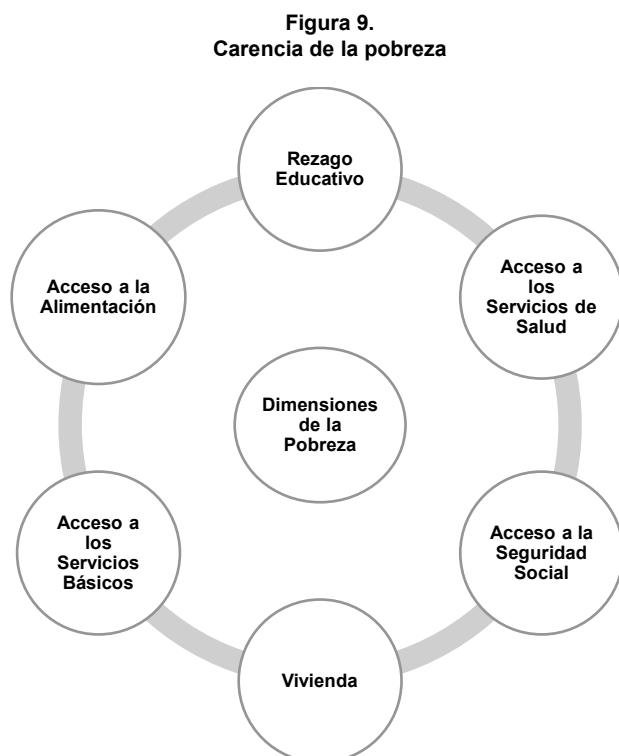 Figura 9.
Carencia de la pobreza
Rezago
Educativo
Acceso a
los
Servicios de
Salud
Acceso a la
Seguridad
Social
Vivienda
Acceso a
los
Servicios
Básicos
Acceso a la
Alimentación
Dimensiones
de la
Pobreza